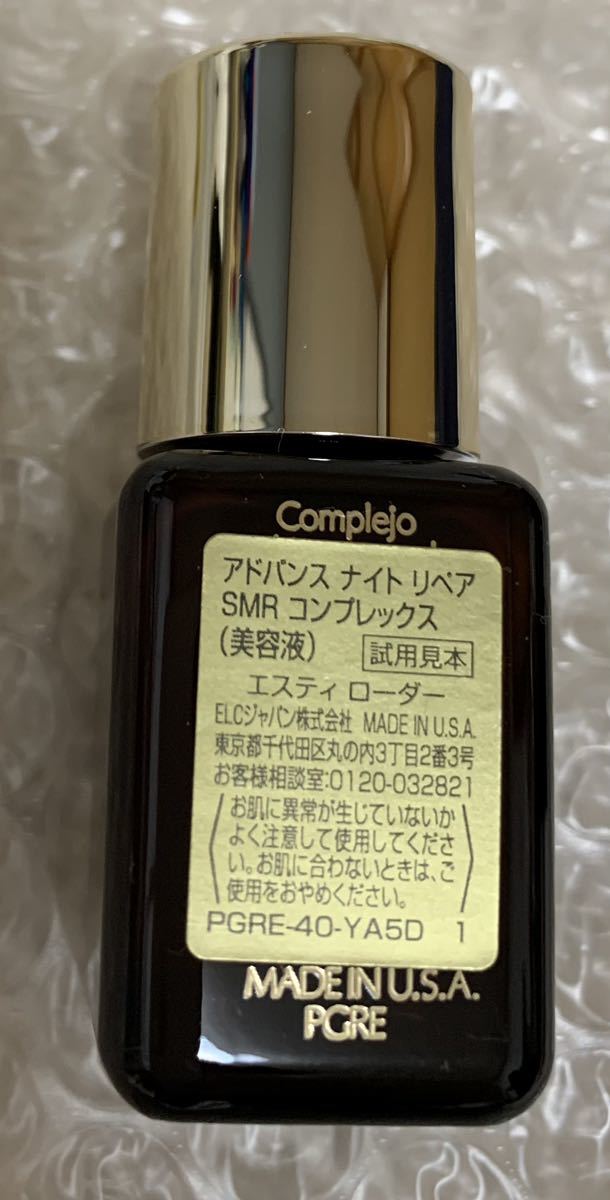 Complejo
アドバンス ナイト リペア
SMR コンプレックス
(美容液) 試用見本
エスティ ローダー
ELCジャパン株式会社 MADE IN U.S.A.
東京都千代田区丸の内3丁目2番3号
お客様相談室:0120-032821
お肌に異常が生じていないか
よく注意して使用してくださ
い。お肌に合わないときは、ご
使用をおやめください。
PGRE-40-YA5D 1
MADE IN U.S.A.
PGRE